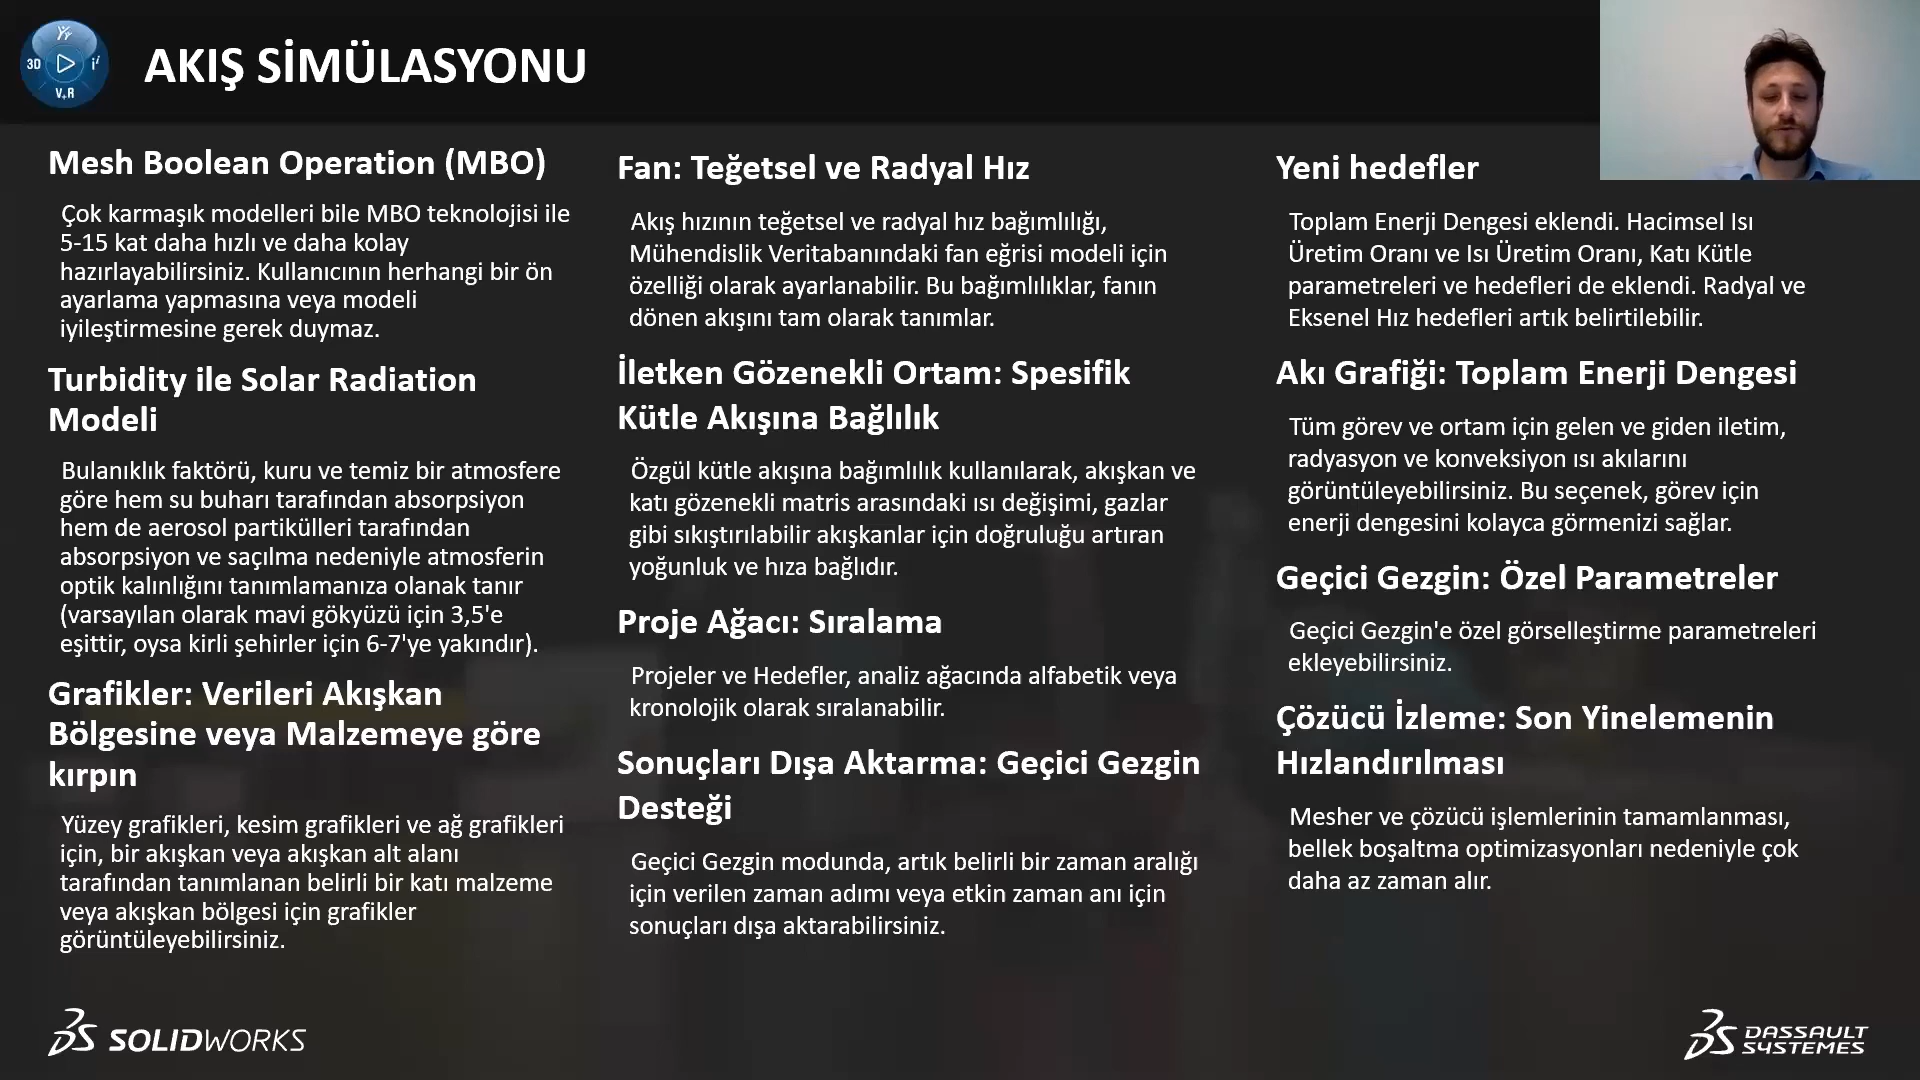 3D
V+R
AKIŞ SİMÜLASYONU
Mesh Boolean Operation (MBO)
Çok karmaşık modelleri bile MBO teknolojisi ile
5-15 kat daha hızlı ve daha kolay
hazırlayabilirsiniz. Kullanıcının herhangi bir ön
ayarlama yapmasına veya modeli
iyileştirmesine gerek duymaz.
Turbidity ile Solar Radiation
Modeli
Bulanıklık faktörü, kuru ve temiz bir atmosfere
göre hem su buharı tarafından absorpsiyon
hem de aerosol partikülleri tarafından
absorpsiyon ve saçılma nedeniyle atmosferin
optik kalınlığını tanımlamanıza olanak tanır
(varsayılan olarak mavi gökyüzü için 3,5'e
eşittir, oysa kirli şehirler için 6-7'ye yakındır).
Grafikler: Verileri Akışkan
Bölgesine veya Malzemeye göre
kırpın
Yüzey grafikleri, kesim grafikleri ve ağ grafikleri
için, bir akışkan veya akışkan alt alanı
tarafından tanımlanan belirli bir katı malzeme
veya akışkan bölgesi için grafikler
görüntüleyebilirsiniz.
Fan: Teğetsel ve Radyal Hız
Akış hızının teğetsel ve radyal hız bağımlılığı,
Mühendislik Veritabanındaki fan eğrisi modeli için
özelliği olarak ayarlanabilir. Bu bağımlılıklar, fanın
dönen akışını tam olarak tanımlar.
İletken Gözenekli Ortam: Spesifik
Kütle Akışına Bağlılık
Özgül kütle akışına bağımlılık kullanılarak, akışkan ve
katı gözenekli matris arasındaki ısı değişimi, gazlar
gibi sıkıştırılabilir akışkanlar için doğruluğu artıran
yoğunluk ve hıza bağlıdır.
Proje Ağacı: Sıralama
Projeler ve Hedefler, analiz ağacında alfabetik veya
kronolojik olarak sıralanabilir.
Sonuçları Dışa Aktarma: Geçici Gezgin
Desteği
Geçici Gezgin modunda, artık belirli bir zaman aralığı
için verilen zaman adımı veya etkin zaman anı için
sonuçları dışa aktarabilirsiniz.
Yeni hedefler
Toplam Enerji Dengesi eklendi. Hacimsel Isı
Üretim Oranı ve Isı Üretim Oranı, Katı Kütle
parametreleri ve hedefleri de eklendi. Radyal ve
Eksenel Hız hedefleri artık belirtilebilir.
Akı Grafiği: Toplam Enerji Dengesi
Tüm görev ve ortam için gelen ve giden iletim,
radyasyon ve konveksiyon ısı akılarını
görüntüleyebilirsiniz. Bu seçenek, görev için
enerji dengesini kolayca görmenizi sağlar.
Geçici Gezgin: Özel Parametreler
Geçici Gezgin'e özel görselleştirme parametreleri
ekleyebilirsiniz.
Çözücü İzleme: Son Yinelemenin
Hızlandırılması
Mesher ve çözücü işlemlerinin tamamlanması,
bellek boşaltma optimizasyonları nedeniyle çok
daha az zaman alır.
SOLIDWORKS
DASSAULT
SYSTEMES